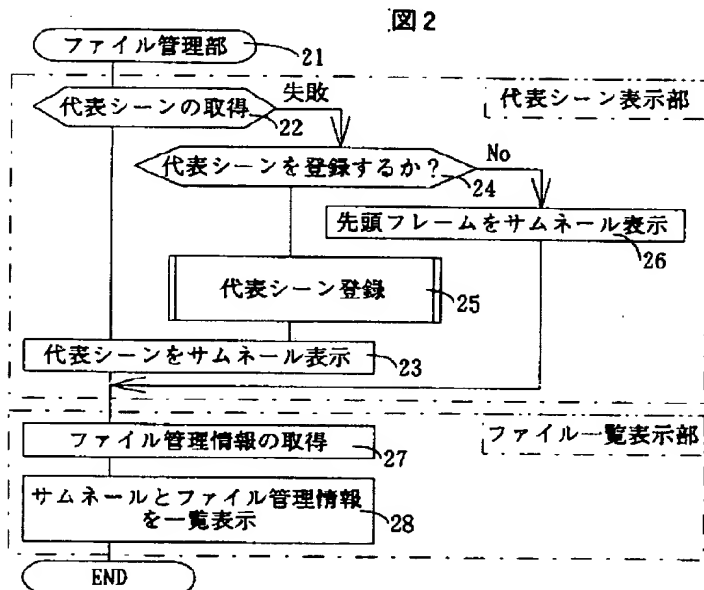 図2
ファイル管理部
21
代表シーンの取得
22
失敗
代表シーン表示部
代表シーンを登録するか？
24
No
先頭フレームをサムネール表示
26
代表シーン登録
25
代表シーンをサムネール表示
23
ファイル管理情報の取得
27
ファイル一覧表示部
サムネールとファイル管理情報
を一覧表示
28
END